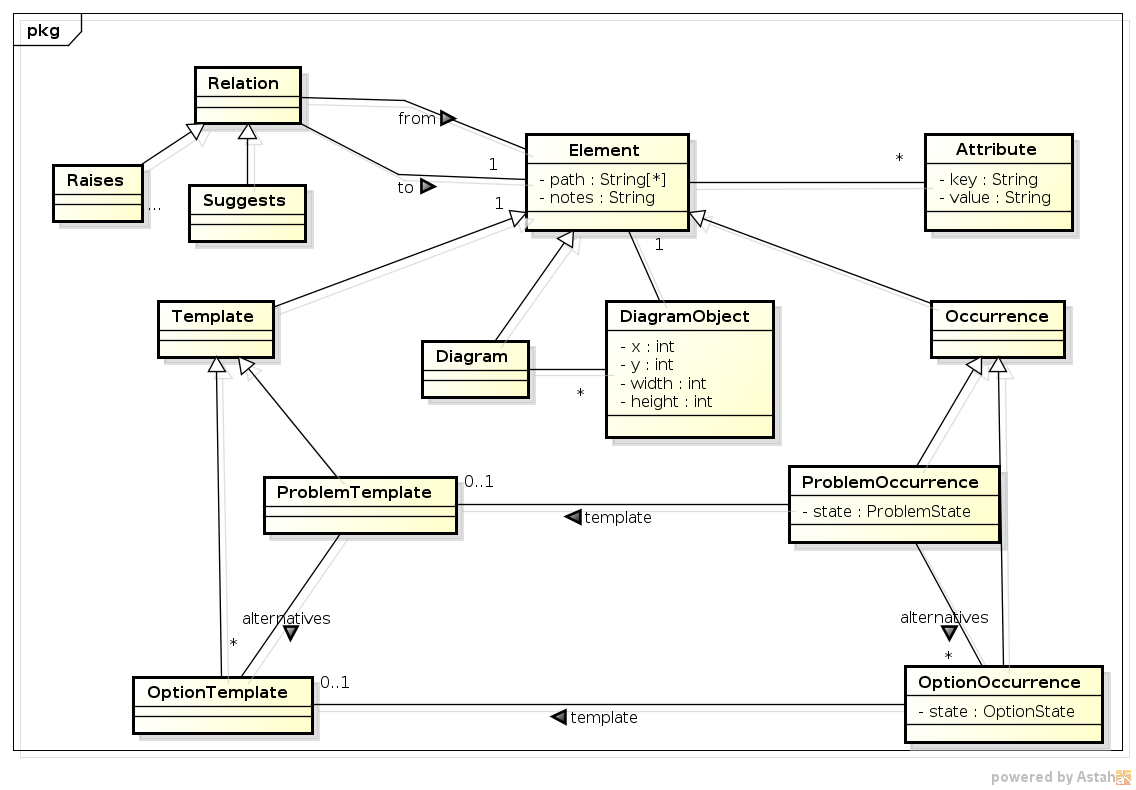 pkg
Relation
from
1
to
1
Raises
...
Suggests
Element
- path : String[*]
- notes : String
1
*
Attribute
- key : String
- value : String
Template
Diagram
*
DiagramObject
- x : int
- y : int
- width : int
- height : int
Occurrence
ProblemTemplate
0..1
template
ProblemOccurrence
- state : ProblemState
alternatives
*
alternatives
*
OptionTemplate
0..1
template
OptionOccurrence
- state : OptionState
powered by Astah